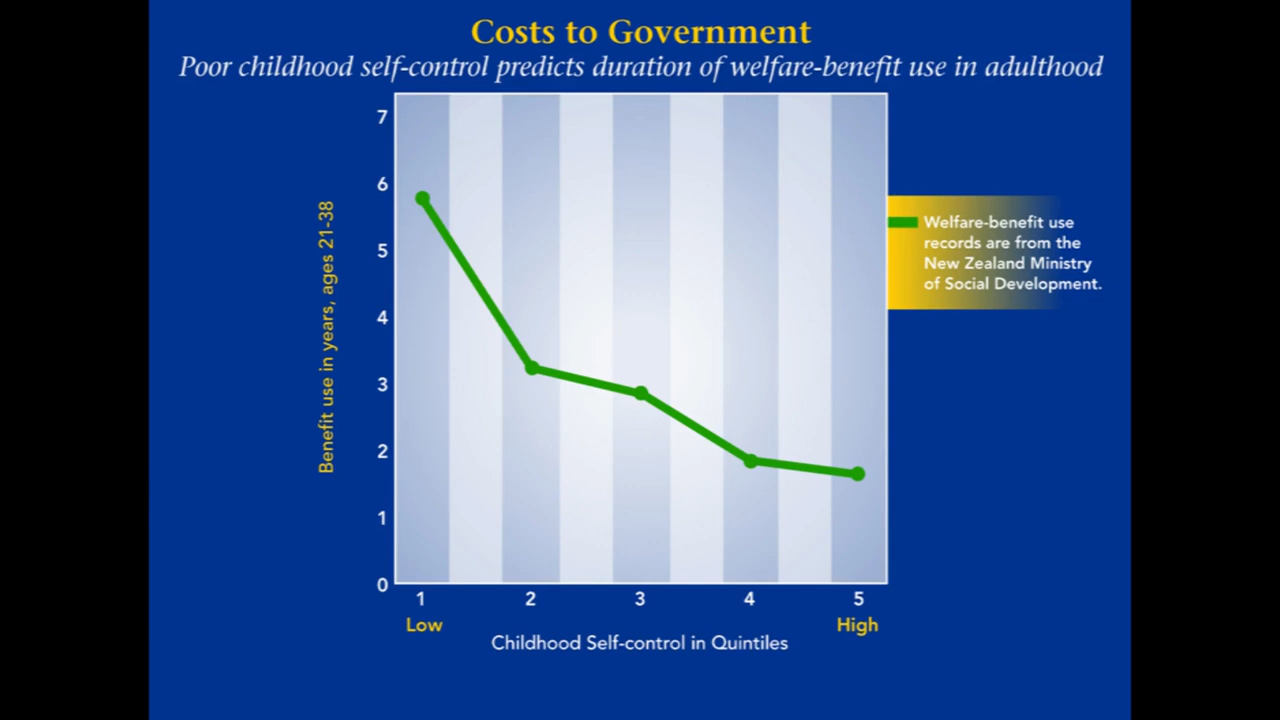 Costs to Government
Poor childhood self-control predicts duration of welfare-benefit use in adulthood
7
6
5
4
3
2
1
0
Benefit use in years, ages 21-38
Welfare-benefit use
records are from the
New Zealand Ministry
of Social Development.
1 2 3 4 5
Low High
Childhood Self-control in Quintiles